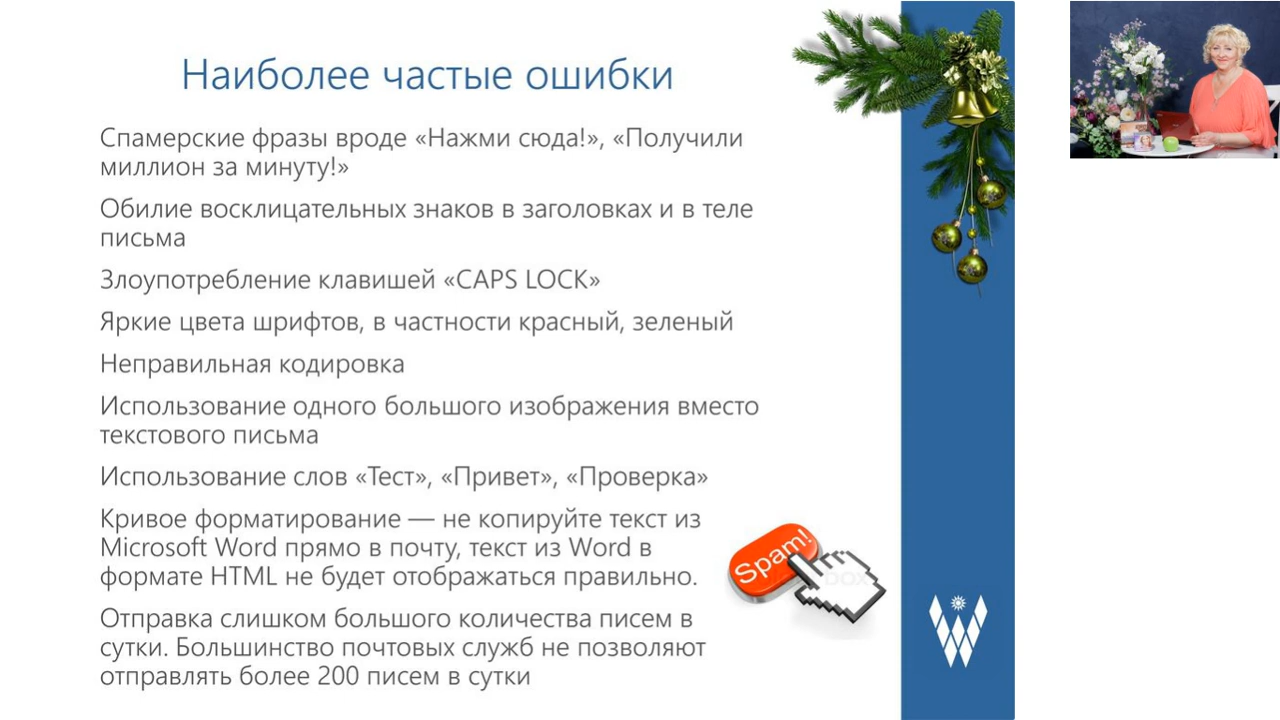 Наиболее частые ошибки
Спамерские фразы вроде «Нажми сюда!», «Получили
миллион за минуту!»
Обилие восклицательных знаков в заголовках и в теле
письма
Злоупотребление клавишей «CAPS LOCK»
Яркие цвета шрифтов, в частности красный, зеленый
Неправильная кодировка
Использование одного большого изображения вместо
текстового письма
Использование слов «Тест», «Привет», «Проверка»
Кривое форматирование — не копируйте текст из
Microsoft Word прямо в почту, текст из Word в
формате HTML не будет отображаться правильно.
Spam!
Отправка слишком большого количества писем в
сутки. Большинство почтовых служб не позволяют
отправлять более 200 писем в сутки